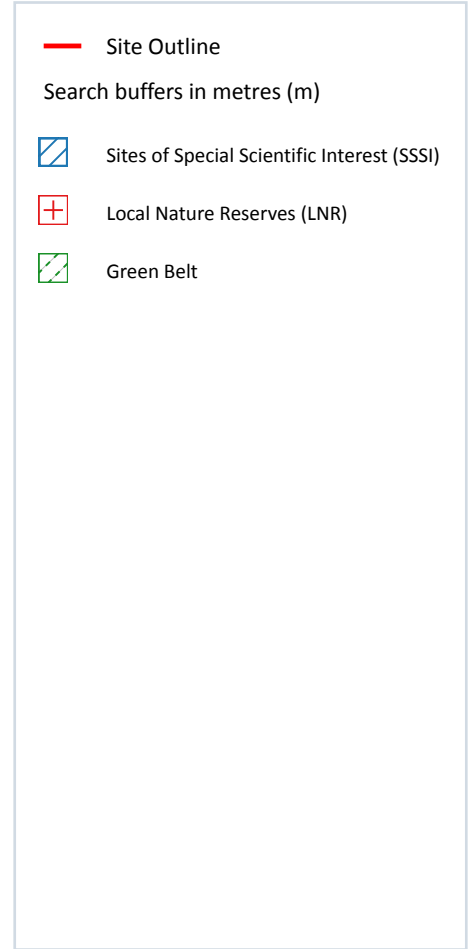 Site Outline
Search buffers in metres (m)
Sites of Special Scientific Interest (SSSI)
Local Nature Reserves (LNR)
Green Belt